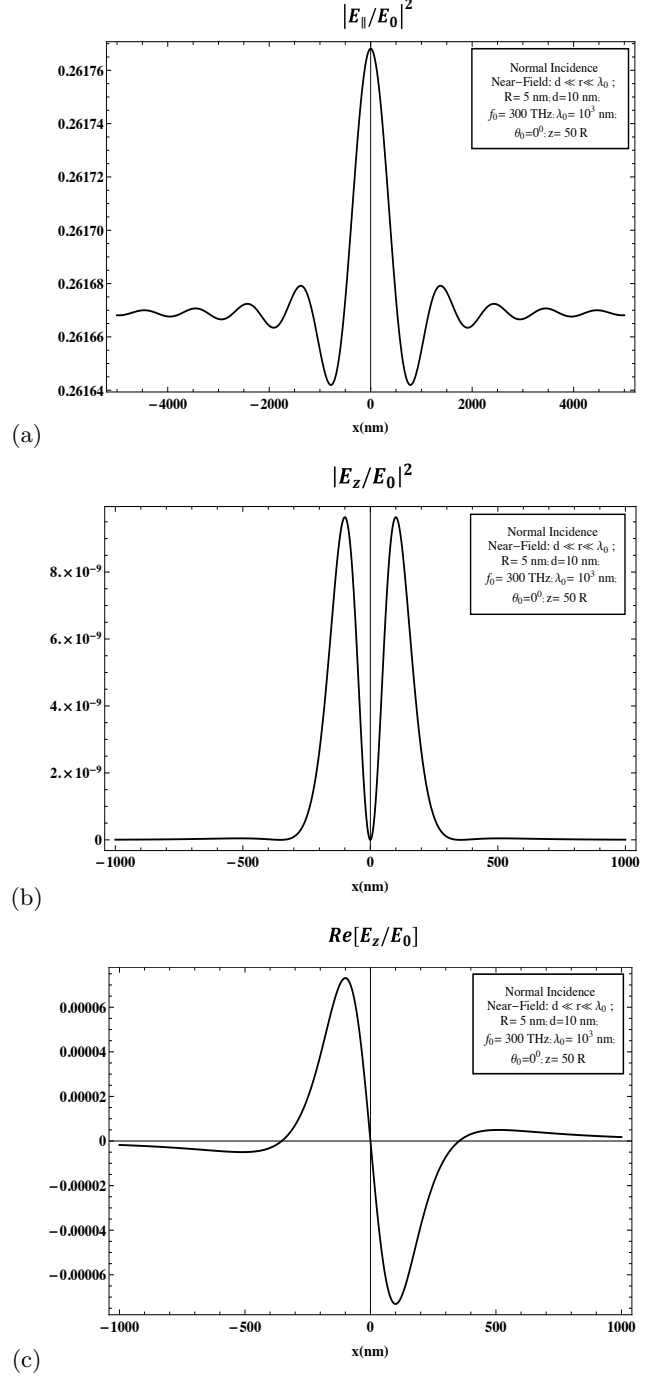 |E∥/E₀|²
0.26176
0.26174
0.26172
0.26170
0.26168
0.26166
0.26164
Normal Incidence
Near−Field: d ≪ r≪ λ₀ ;
R= 5 nm; d=10 nm;
f₀= 300 THz; λ₀= 10³ nm;
θ₀=0⁰; z= 50 R
−4000 −2000 0 2000 4000
x(nm)
(a)
|E_z/E₀|²
8.×10⁻⁹
6.×10⁻⁹
4.×10⁻⁹
2.×10⁻⁹
0
Normal Incidence
Near−Field: d ≪ r≪ λ₀ ;
R= 5 nm; d=10 nm;
f₀= 300 THz; λ₀= 10³ nm;
θ₀=0⁰; z= 50 R
−1000 −500 0 500 1000
x(nm)
(b)
Re[E_z/E₀]
0.00006
0.00004
0.00002
0
−0.00002
−0.00004
−0.00006
Normal Incidence
Near−Field: d ≪ r≪ λ₀ ;
R= 5 nm; d=10 nm;
f₀= 300 THz; λ₀= 10³ nm;
θ₀=0⁰; z= 50 R
−1000 −500 0 500 1000
x(nm)
(c)